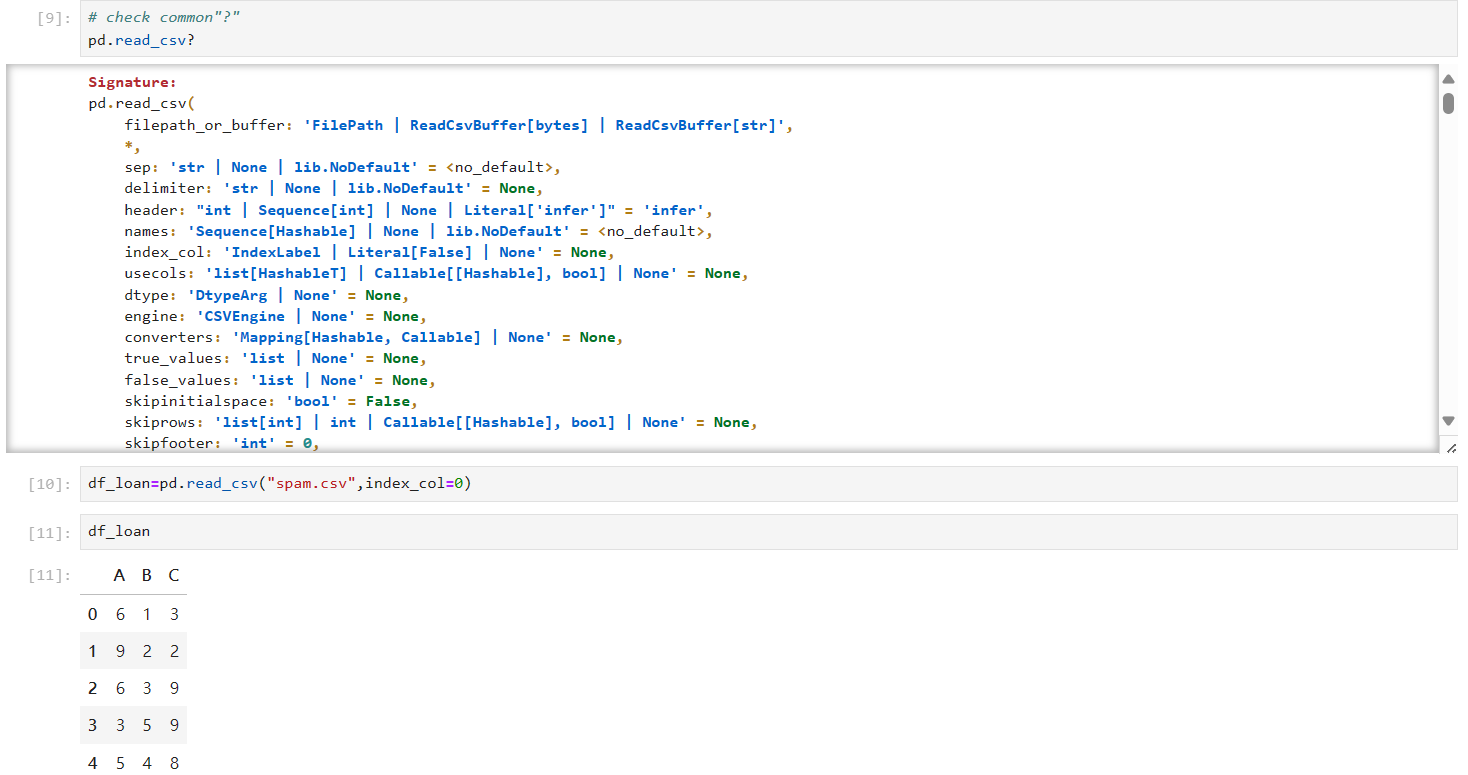 [9]: # check common"?"
pd.read_csv?
Signature:
pd.read_csv(
filepath_or_buffer: 'FilePath | ReadCsvBuffer[bytes] | ReadCsvBuffer[str]',
*,
sep: 'str | None | lib.NoDefault' = <no_default>,
delimiter: 'str | None | lib.NoDefault' = None,
header: "int | Sequence[int] | None | Literal['infer']" = 'infer',
names: 'Sequence[Hashable] | None | lib.NoDefault' = <no_default>,
index_col: 'IndexLabel | Literal[False] | None' = None,
usecols: 'list[HashableT] | Callable[[Hashable], bool] | None' = None,
dtype: 'DtypeArg | None' = None,
engine: 'CSVEngine | None' = None,
converters: 'Mapping[Hashable, Callable] | None' = None,
true_values: 'list | None' = None,
false_values: 'list | None' = None,
skipinitialspace: 'bool' = False,
skiprows: 'list[int] | int | Callable[[Hashable], bool] | None' = None,
skipfooter: 'int' = 0,
[10]: df_loan=pd.read_csv("spam.csv",index_col=0)
[11]: df_loan
[11]: A B C
0 6 1 3
1 9 2 2
2 6 3 9
3 3 5 9
4 5 4 8